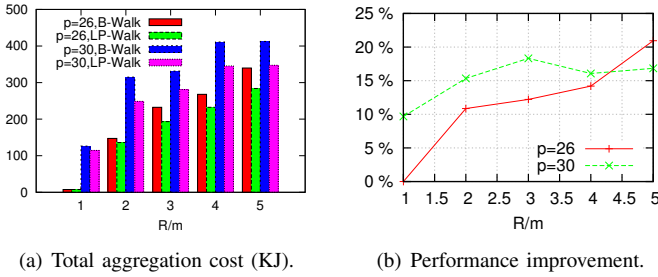 500
400
300
200
100
0
p=26,B-Walk
p=26,LP-Walk
p=30,B-Walk
p=30,LP-Walk
1 2 3 4 5
R/m
(a) Total aggregation cost (KJ).
25 %
20 %
15 %
10 %
5 %
0 %
p=26
p=30
1 1.5 2 2.5 3 3.5 4 4.5 5
R/m
(b) Performance improvement.